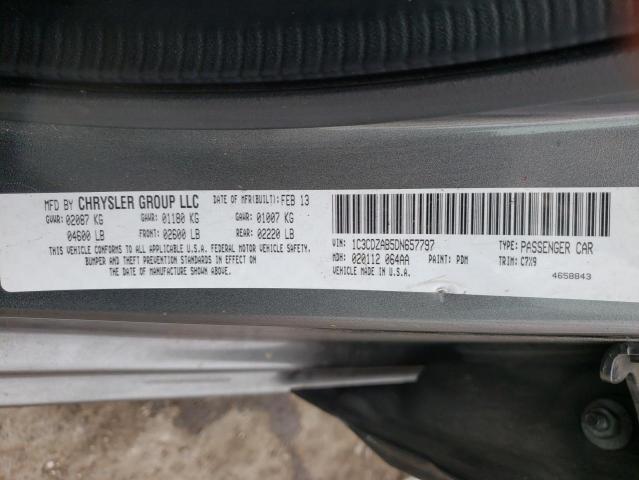 MFD BY CHRYSLER GROUP LLC DATE OF MFR(BUILT): FEB 13
GVWR: 02087 KG GAWR: 01180 KG GAWR: 01007 KG
04600 LB FRONT: 02600 LB REAR: 02220 LB
THIS VEHICLE CONFORMS TO ALL APPLICABLE U.S.A. FEDERAL MOTOR VEHICLE SAFETY,
BUMPER AND THEFT PREVENTION STANDARDS IN EFFECT ON
THE DATE OF MANUFACTURE SHOWN ABOVE.
VIN: 1C3CDZAB5DN657797 TYPE: PASSENGER CAR
MDH: 020112 064AA PAINT: PDM TRIM: C7X9
VEHICLE MADE IN U.S.A. 4658843